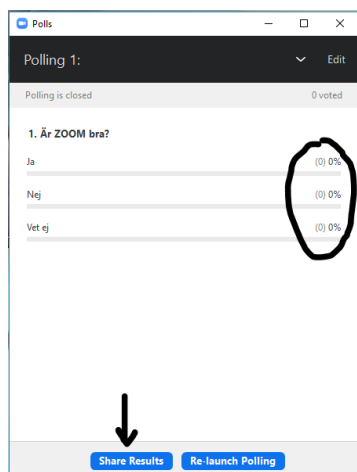 Polls
Polling 1: Edit
Polling is closed 0 voted
1. Är ZOOM bra?
Ja (0) 0%
Nej (0) 0%
Vet ej (0) 0%
Share Results Re-launch Polling